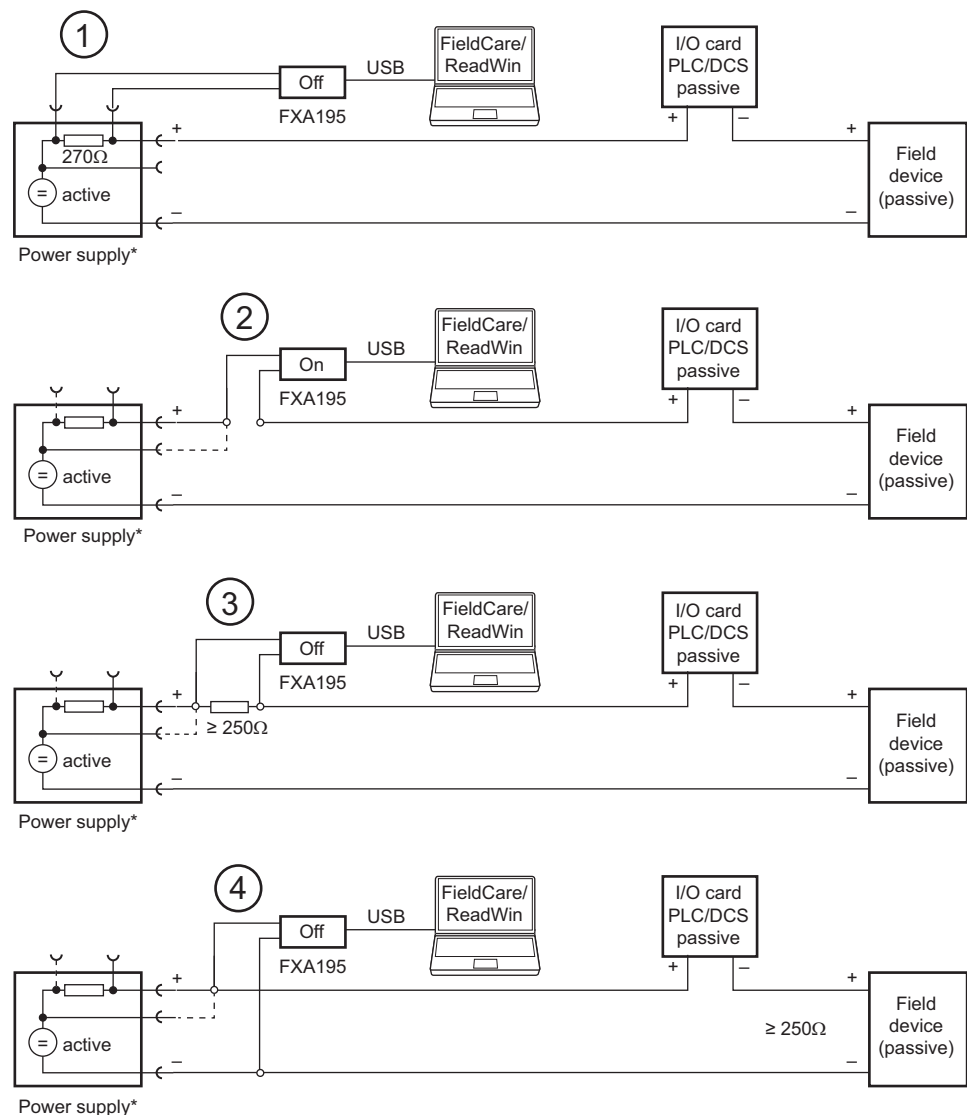 1
FieldCare/
ReadWin
I/O card
PLC/DCS
passive
USB
Off
FXA195
+
+
–
+
270Ω
Field
device
(passive)
= active
–
–
Power supply*
2
FieldCare/
ReadWin
I/O card
PLC/DCS
passive
USB
On
FXA195
+
+
–
+
Field
device
(passive)
= active
–
–
Power supply*
3
FieldCare/
ReadWin
I/O card
PLC/DCS
passive
USB
Off
FXA195
+
+
–
+
≥ 250Ω
Field
device
(passive)
= active
–
–
Power supply*
4
FieldCare/
ReadWin
I/O card
PLC/DCS
passive
USB
Off
FXA195
+
+
–
+
≥ 250Ω
Field
device
(passive)
= active
–
–
Power supply*